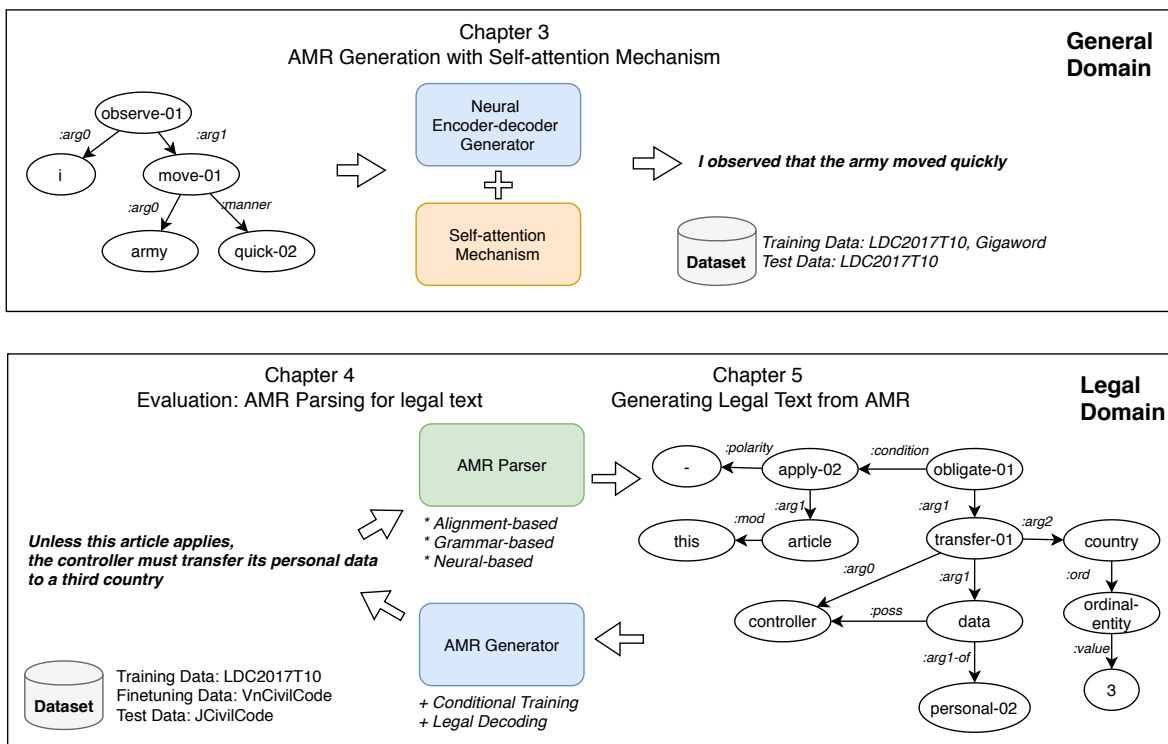 Chapter 3
AMR Generation with Self-attention Mechanism
General
Domain
observe-01
:arg0
:arg1
i
move-01
:arg0
:manner
army
quick-02
Neural
Encoder-decoder
Generator
Self-attention
Mechanism
I observed that the army moved quickly
Dataset
Training Data: LDC2017T10, Gigaword
Test Data: LDC2017T10
Chapter 4
Evaluation: AMR Parsing for legal text
Chapter 5
Generating Legal Text from AMR
Legal
Domain
Unless this article applies,
the controller must transfer its personal data
to a third country
AMR Parser
* Alignment-based
* Grammar-based
* Neural-based
AMR Generator
+ Conditional Training
+ Legal Decoding
Dataset
Training Data: LDC2017T10
Finetuning Data: VnCivilCode
Test Data: JCivilCode
-
:polarity
apply-02
:condition
obligate-01
:arg1
:arg1
this
:mod
article
transfer-01
:arg2
country
:arg0
:arg1
:ord
controller
:poss
data
ordinal-
entity
:arg1-of
:value
personal-02
3